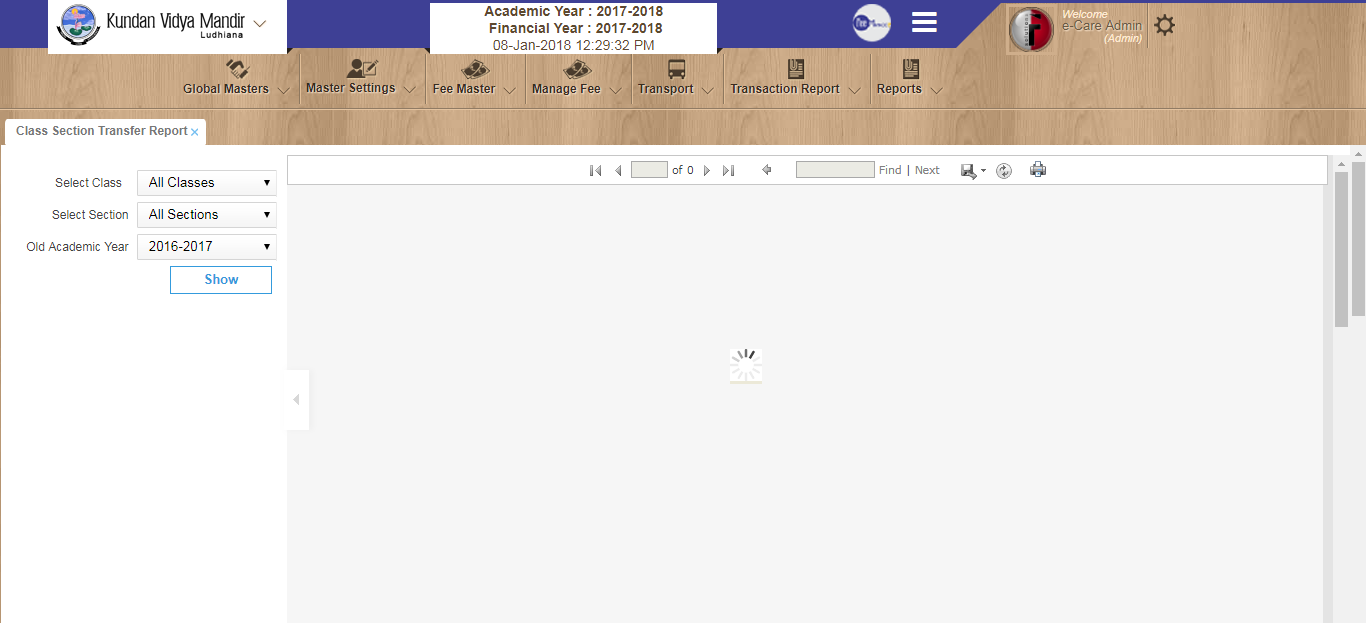 Kundan Vidya Mandir
Ludhiana
Academic Year : 2017-2018
Financial Year : 2017-2018
08-Jan-2018 12:29:32 PM
Welcome
e-Care Admin
(Admin)
Global Masters
Master Settings
Fee Master
Manage Fee
Transport
Transaction Report
Reports
Class Section Transfer Report ×
of 0
Find | Next
Select Class All Classes
Select Section All Sections
Old Academic Year 2016-2017
Show